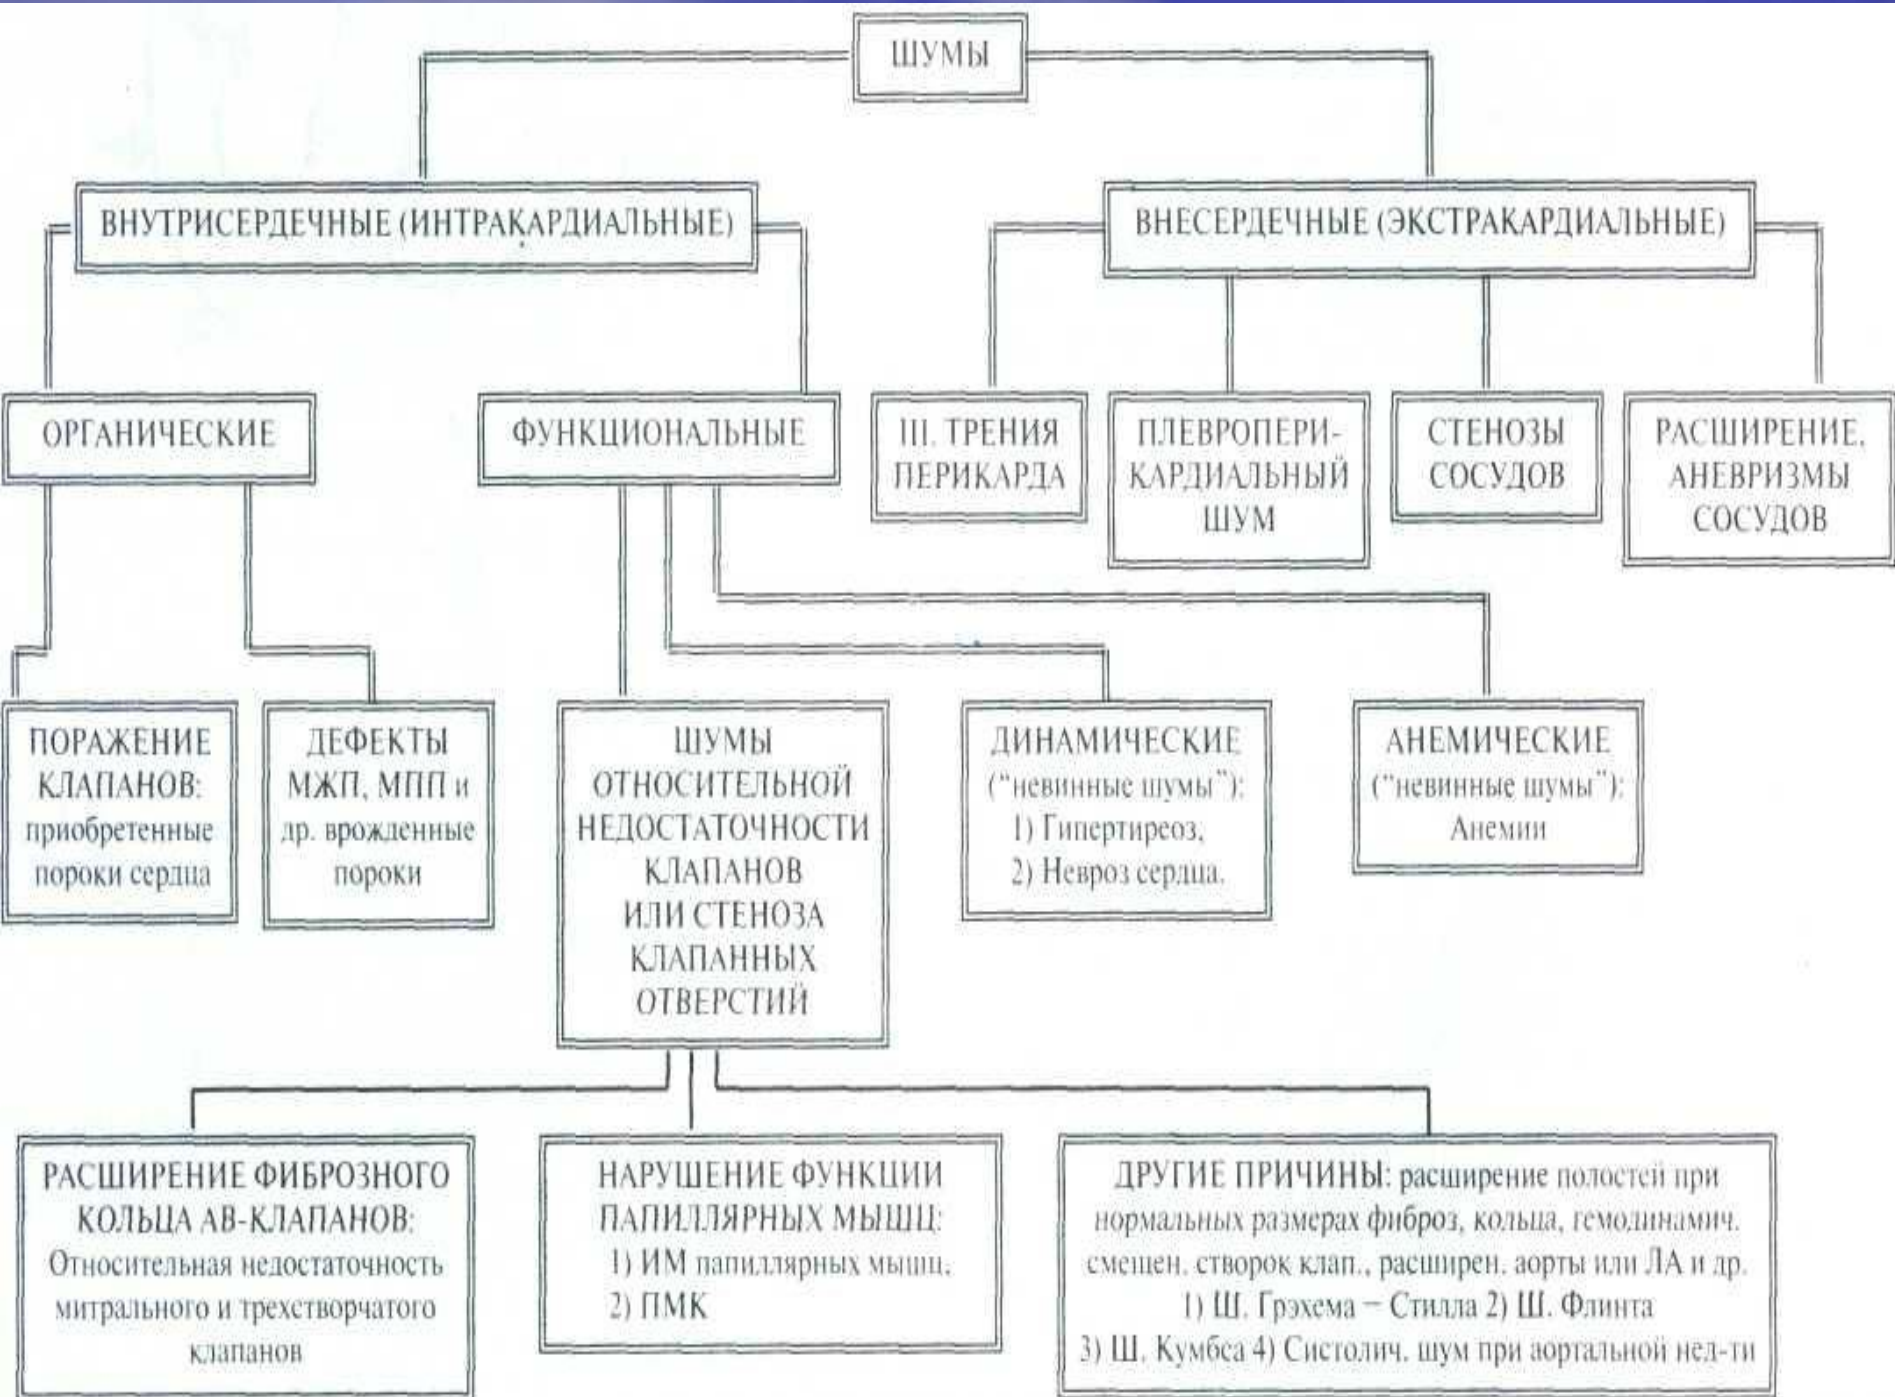 ШУМЫ
ВНУТРИСЕРДЕЧНЫЕ (ИНТРАКАРДИАЛЬНЫЕ)
ВНЕСЕРДЕЧНЫЕ (ЭКСТРАКАРДИАЛЬНЫЕ)
ОРГАНИЧЕСКИЕ
ФУНКЦИОНАЛЬНЫЕ
III. ТРЕНИЯ
ПЕРИКАРДА
ПЛЕВРОПЕРИ-
КАРДИАЛЬНЫЙ
ШУМ
СТЕНОЗЫ
СОСУДОВ
РАСШИРЕНИЕ,
АНЕВРИЗМЫ
СОСУДОВ
ПОРАЖЕНИЕ
КЛАПАНОВ:
приобретенные
пороки сердца
ДЕФЕКТЫ
МЖП, МПП и
др. врожденные
пороки
ШУМЫ
ОТНОСИТЕЛЬНОЙ
НЕДОСТАТОЧНОСТИ
КЛАПАНОВ
ИЛИ СТЕНОЗА
КЛАПАННЫХ
ОТВЕРСТИЙ
ДИНАМИЧЕСКИЕ
(“невинные шумы”):
1) Гипертиреоз,
2) Невроз сердца.
АНЕМИЧЕСКИЕ
(“невинные шумы”):
Анемии
РАСШИРЕНИЕ ФИБРОЗНОГО
КОЛЬЦА АВ-КЛАПАНОВ:
Относительная недостаточность
митрального и трехстворчатого
клапанов
НАРУШЕНИЕ ФУНКЦИИ
ПАПИЛЛЯРНЫХ МЫШЦ:
1) ИМ папиллярных мышц,
2) ПМК
ДРУГИЕ ПРИЧИНЫ: расширение полостей при
нормальных размерах фиброз, кольца, гемодинамич.
смещен. створок клап., расширен. аорты или ЛА и др.
1) Ш. Грэхема – Стилла 2) Ш. Флинта
3) Ш. Кумбса 4) Систолич. шум при аортальной нед-ти